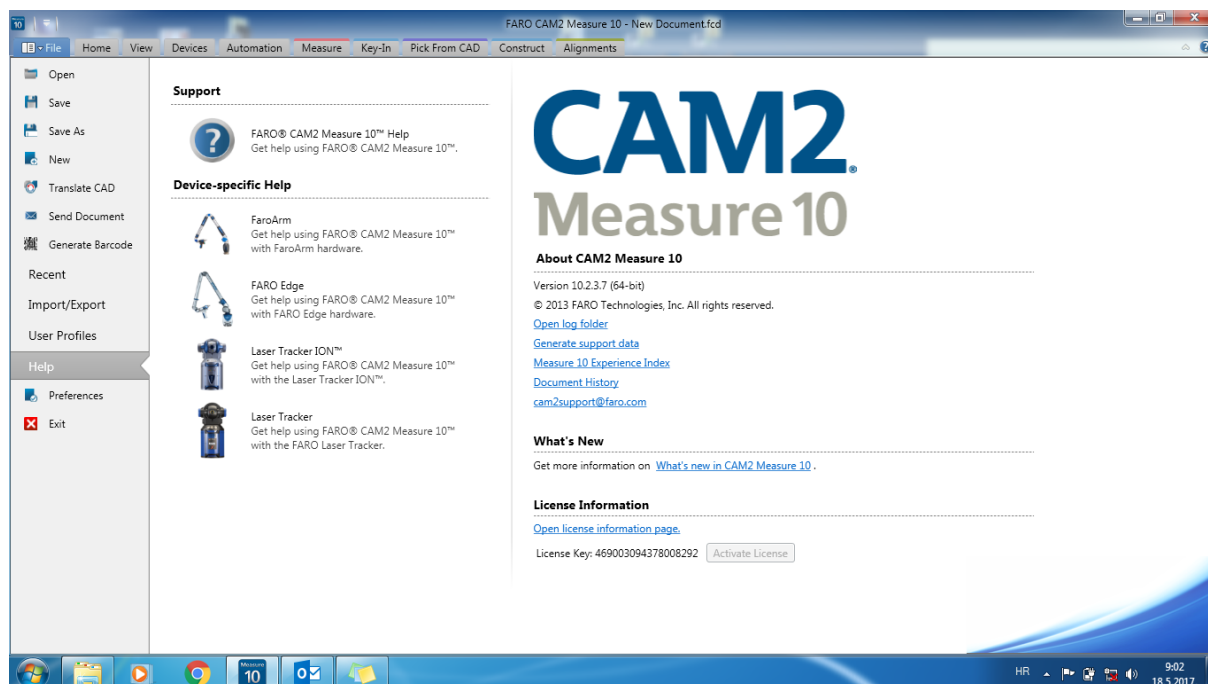 10
FARO CAM2 Measure 10 - New Document.fcd
File Home View Devices Automation Measure Key-In Pick From CAD Construct Alignments
Open
Save
Save As
New
Translate CAD
Send Document
Generate Barcode
Recent
Import/Export
User Profiles
Help
Preferences
Exit
Support
FARO® CAM2 Measure 10™ Help
Get help using FARO® CAM2 Measure 10™.
Device-specific Help
FaroArm
Get help using FARO® CAM2 Measure 10™
with FaroArm hardware.
FARO Edge
Get help using FARO® CAM2 Measure 10™
with FARO Edge hardware.
Laser Tracker ION™
Get help using FARO® CAM2 Measure 10™
with the Laser Tracker ION™.
Laser Tracker
Get help using FARO® CAM2 Measure 10™
with the FARO Laser Tracker.
CAM2®
Measure 10
About CAM2 Measure 10
Version 10.2.3.7 (64-bit)
© 2013 FARO Technologies, Inc. All rights reserved.
Open log folder
Generate support data
Measure 10 Experience Index
Document History
cam2support@faro.com
What's New
Get more information on What's new in CAM2 Measure 10 .
License Information
Open license information page.
License Key: 469003094378008292 Activate License
Measure
10
HR
9:02
18.5.2017